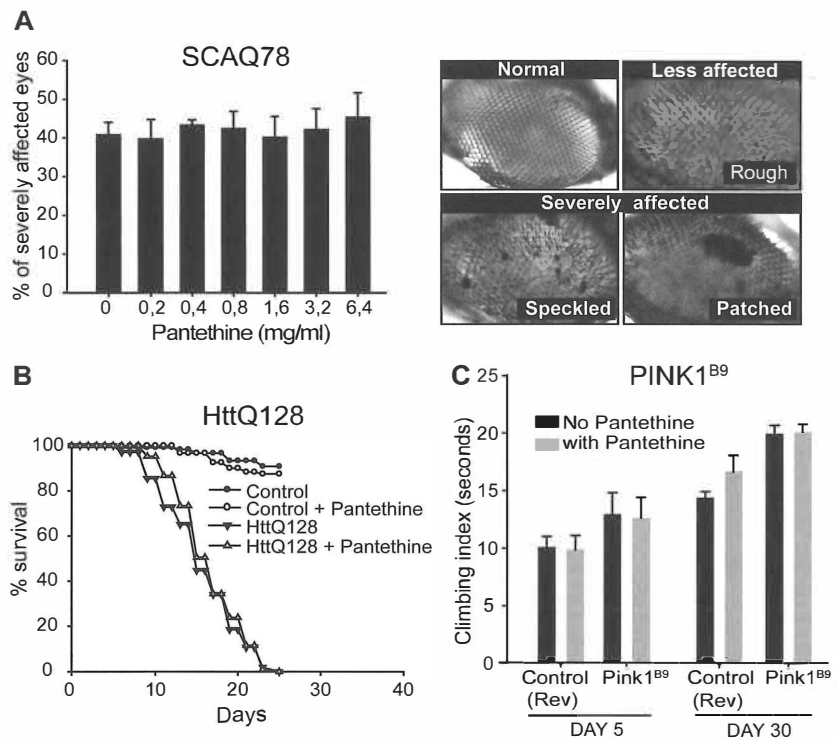 A
SCAQ78
60
50
40
30
20
10
0
% of severely affected eyes
0 0,2 0,4 0,8 1,6 3,2 6,4
Pantethine (mg/ml)
Normal
Less affected
Rough
Severely affected
Speckled
Patched
B
HttQ128
100
80
60
40
20
0
% survival
Control
Control + Pantethine
HttQ128
HttQ128 + Pantethine
0 10 20 30 40
Days
C
PINK1ᴮ⁹
25
20
15
10
5
0
Climbing index (seconds)
No Pantethine
with Pantethine
Control Pink1ᴮ⁹ Control Pink1ᴮ⁹
(Rev) (Rev)
DAY 5 DAY 30